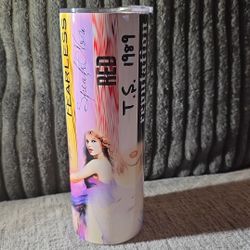 FEARLESS
Speak Now
RED
T.S. 1989
reputation